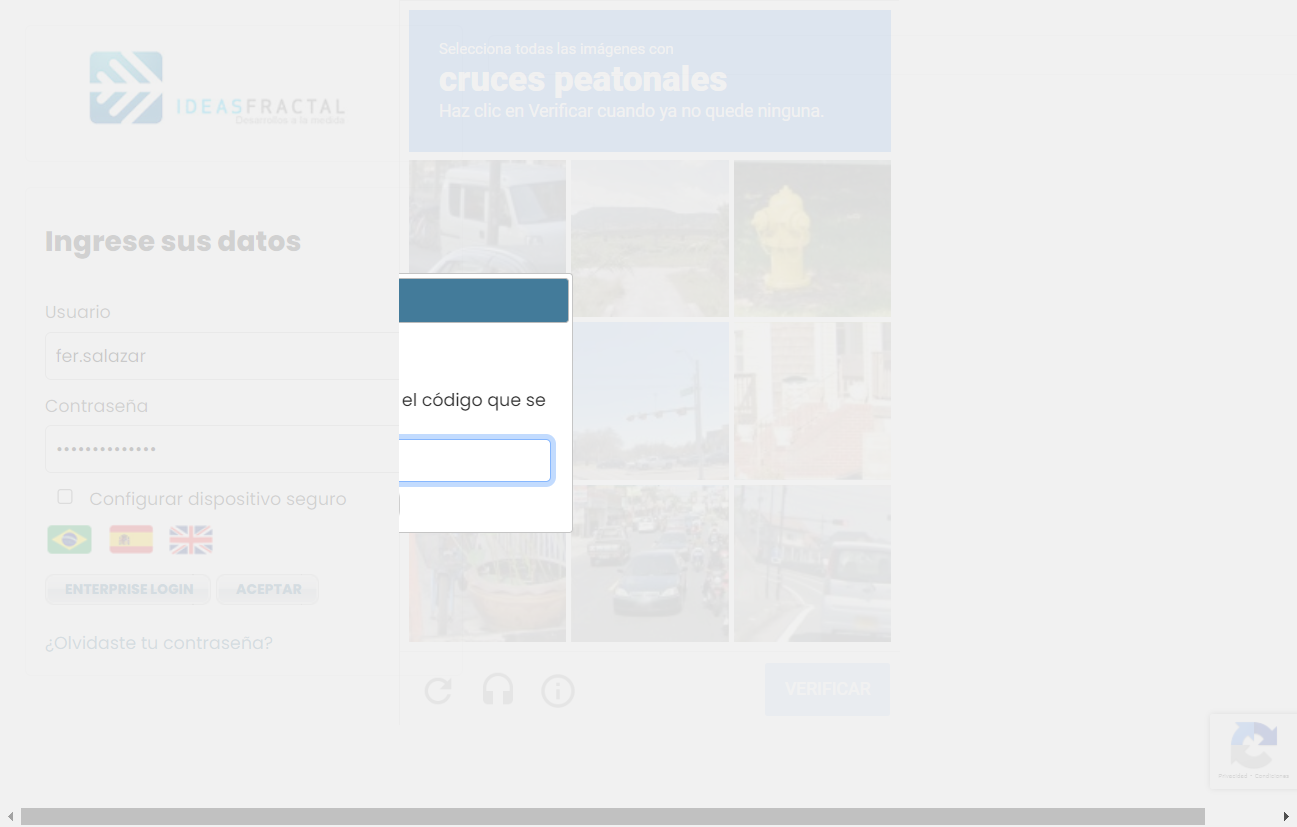 IDEASFRACTAL
Desarrollos a la medida
Ingrese sus datos
Usuario
fer.salazar
Contraseña
••••••••••••••
Configurar dispositivo seguro
ENTERPRISE LOGIN
ACEPTAR
¿Olvidaste tu contraseña?
Selecciona todas las imágenes con
cruces peatonales
Haz clic en Verificar cuando ya no quede ninguna.
el código que se
VERIFICAR
Privacidad - Condiciones